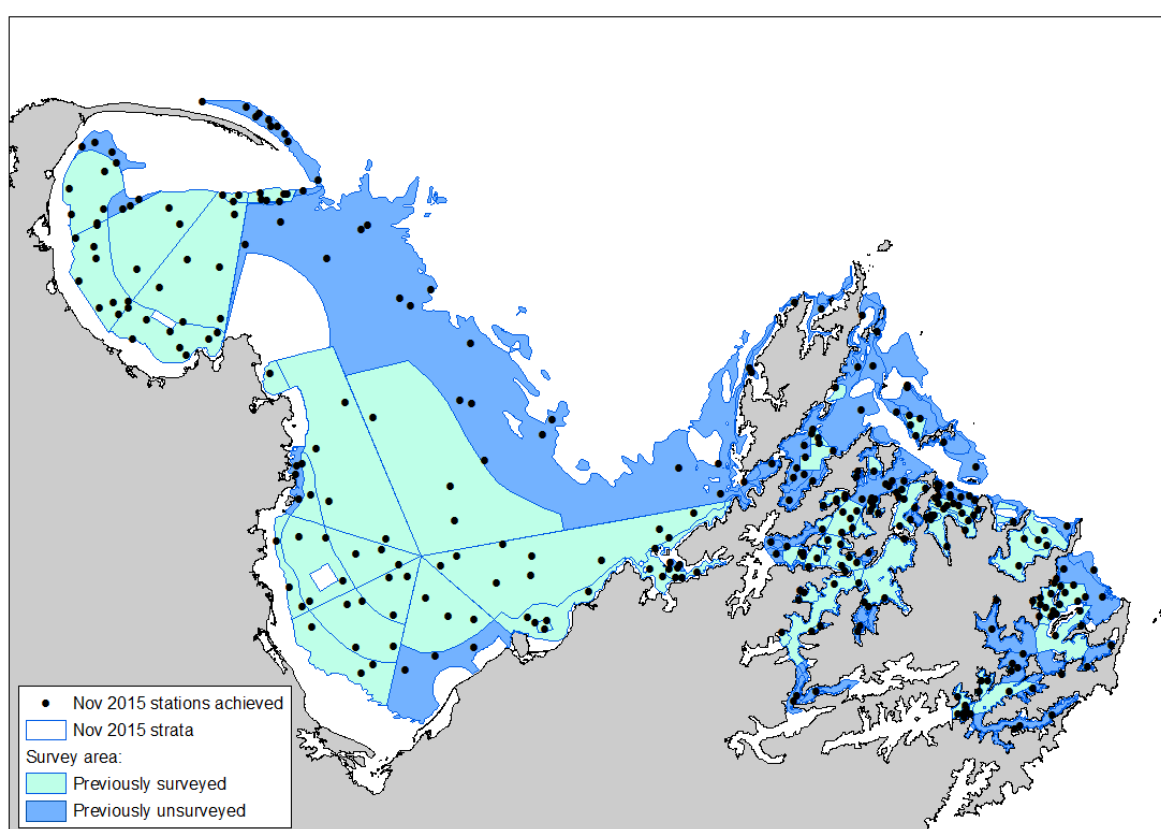 Nov 2015 stations achieved
Nov 2015 strata
Survey area:
Previously surveyed
Previously unsurveyed